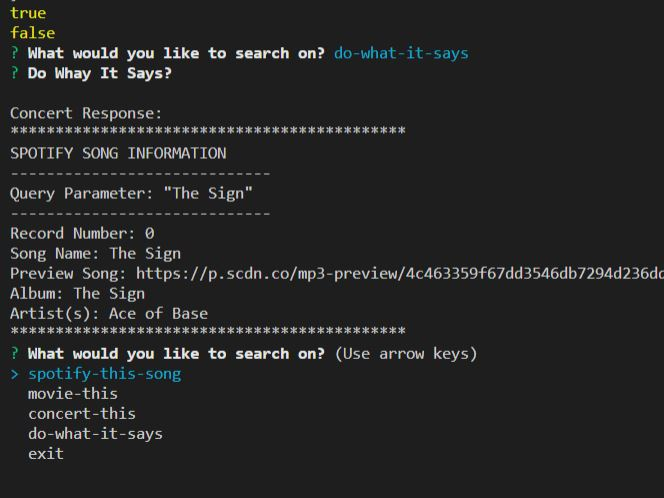 true
false
? What would you like to search on? do-what-it-says
? Do Whay It Says?
Concert Response:
********************************************
SPOTIFY SONG INFORMATION
-----------------------------
Query Parameter: "The Sign"
-----------------------------
Record Number: 0
Song Name: The Sign
Preview Song: https://p.scdn.co/mp3-preview/4c463359f67dd3546db7294d236dd
Album: The Sign
Artist(s): Ace of Base
********************************************
? What would you like to search on? (Use arrow keys)
> spotify-this-song
movie-this
concert-this
do-what-it-says
exit